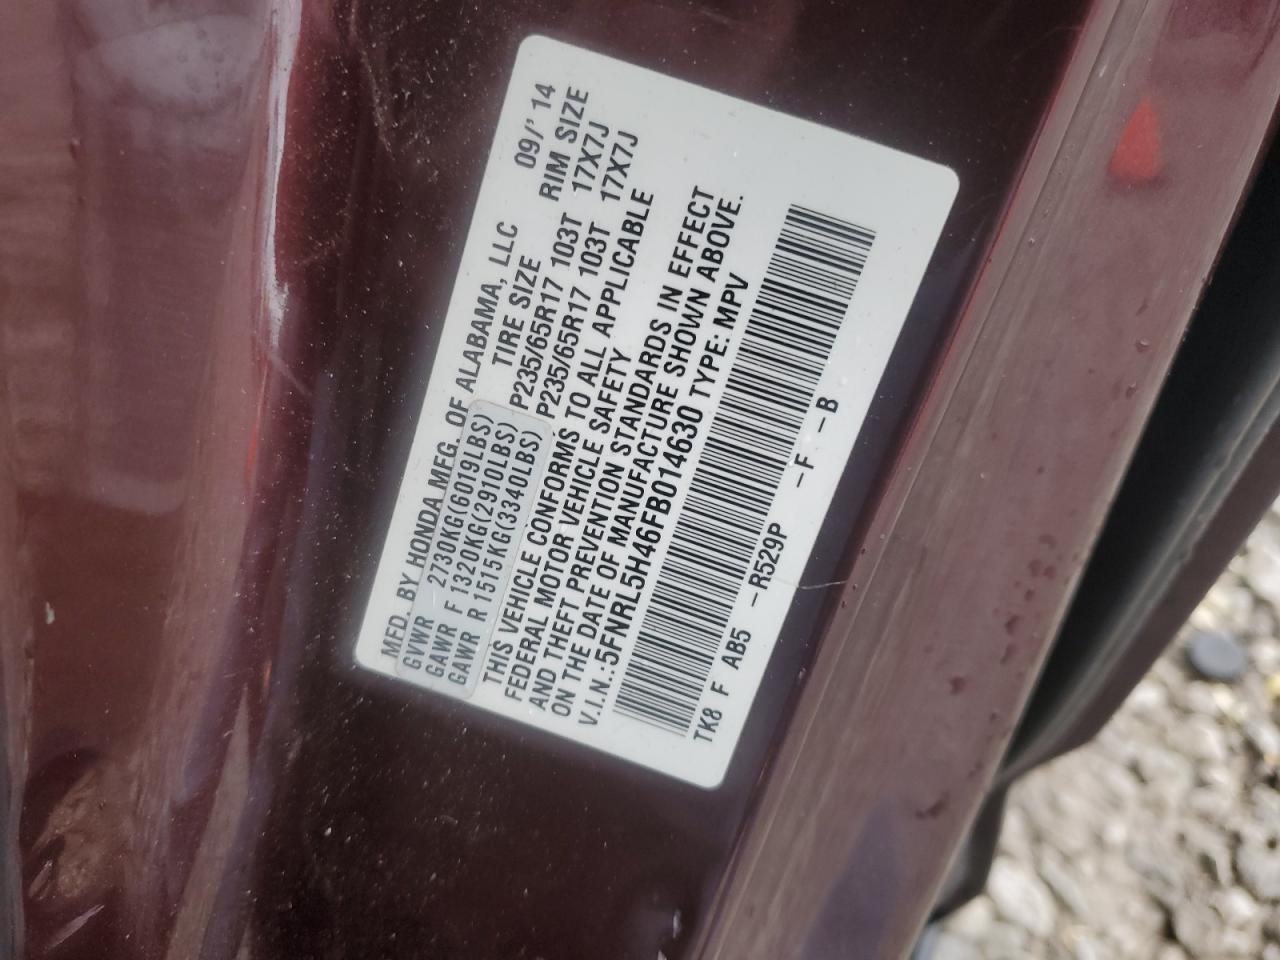 MFD. BY HONDA MFG. OF ALABAMA, LLC 09/' 14
GVWR 2730KG(6019LBS) TIRE SIZE RIM SIZE
GAWR F 1320KG(2910LBS) P235/65R17 103T 17X7J
GAWR R 1515KG(3340LBS) P235/65R17 103T 17X7J
THIS VEHICLE CONFORMS TO ALL APPLICABLE
FEDERAL MOTOR VEHICLE SAFETY
AND THEFT PREVENTION STANDARDS IN EFFECT
ON THE DATE OF MANUFACTURE SHOWN ABOVE.
V.I.N.:5FNRL5H46FB014630 TYPE: MPV
TK8 F AB5 -R529P -F -B